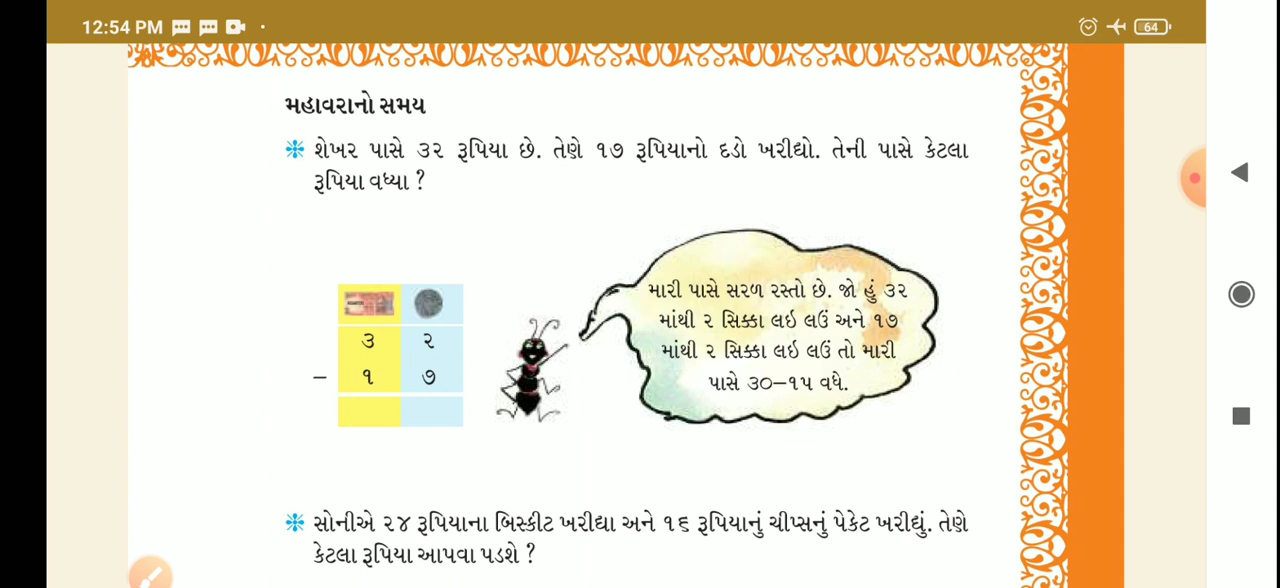 12:54 PM
64
મહાવરાનો સમય
શેખર પાસે ૩૨ રૂપિયા છે. તેણે ૧૭ રૂપિયાનો દડો ખરીદ્યો. તેની પાસે કેટલા
રૂપિયા વધ્યા ?
મારી પાસે સરળ રસ્તો છે. જો હું ૩૨
માંથી ૨ સિક્કા લઇ લઉં અને ૧૭
માંથી ૨ સિક્કા લઇ લઉં તો મારી
પાસે ૩૦–૧૫ વધે.
૩ ૨
– ૧ ૭
સોનીએ ૨૪ રૂપિયાના બિસ્કીટ ખરીદ્યા અને ૧૬ રૂપિયાનું ચીપ્સનું પેકેટ ખરીદ્યું. તેણે
કેટલા રૂપિયા આપવા પડશે ?